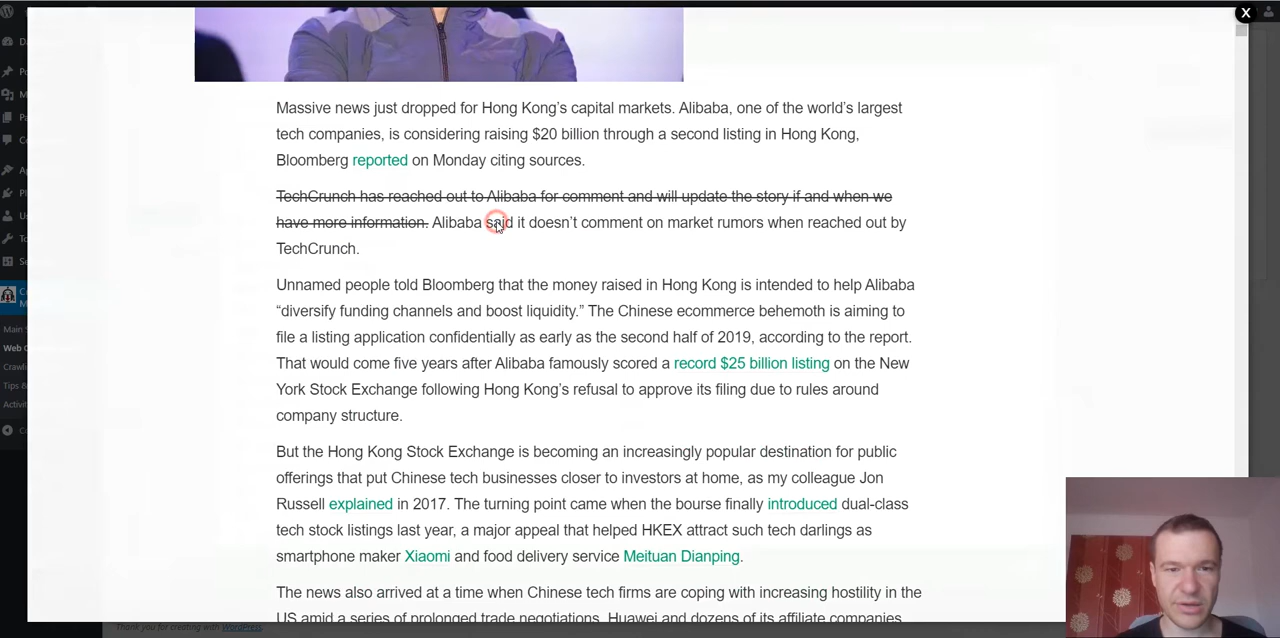 X
Massive news just dropped for Hong Kong’s capital markets. Alibaba, one of the world’s largest
tech companies, is considering raising $20 billion through a second listing in Hong Kong,
Bloomberg reported on Monday citing sources.
TechCrunch has reached out to Alibaba for comment and will update the story if and when we
have more information. Alibaba said it doesn’t comment on market rumors when reached out by
TechCrunch.
Unnamed people told Bloomberg that the money raised in Hong Kong is intended to help Alibaba
“diversify funding channels and boost liquidity.” The Chinese ecommerce behemoth is aiming to
file a listing application confidentially as early as the second half of 2019, according to the report.
That would come five years after Alibaba famously scored a record $25 billion listing on the New
York Stock Exchange following Hong Kong’s refusal to approve its filing due to rules around
company structure.
But the Hong Kong Stock Exchange is becoming an increasingly popular destination for public
offerings that put Chinese tech businesses closer to investors at home, as my colleague Jon
Russell explained in 2017. The turning point came when the bourse finally introduced dual-class
tech stock listings last year, a major appeal that helped HKEX attract such tech darlings as
smartphone maker Xiaomi and food delivery service Meituan Dianping.
The news also arrived at a time when Chinese tech firms are coping with increasing hostility in the
US amid a series of prolonged trade negotiations. Huawei and dozens of its affiliate companies
Main
Web
Crawli
Tips &
Activit
Thank you for creating with WordPress.